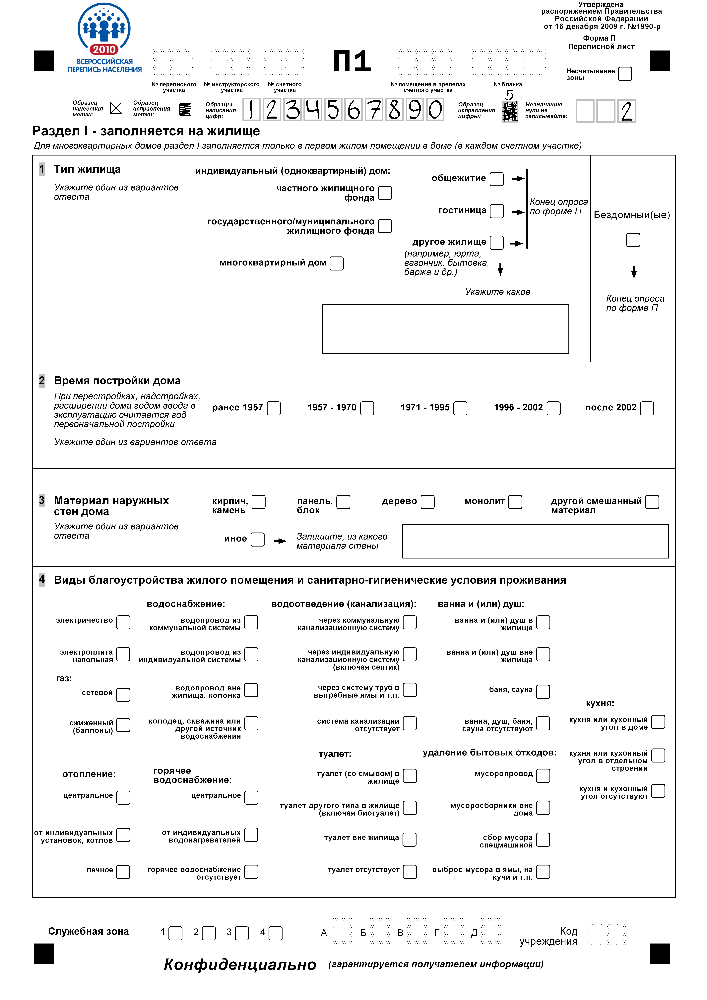 Утверждена
распоряжением Правительства
Российской Федерации
от 16 декабря 2009 г. №1990-р
Форма П
Переписной лист
2010
ВСЕРОССИЙСКАЯ
ПЕРЕПИСЬ НАСЕЛЕНИЯ
П1
Несчитывание
зоны
№ переписного
участка
№ инструкторского
участка
№ счетного
участка
№ помещения в пределах
счетного участка
№ бланка
Образец
нанесения
метки:
Образец
исправления
метки:
Образцы
написания
цифр:
1 2 3 4 5 6 7 8 9 0
Образец
исправления
цифры:
5
Незначащие
нули не
записывайте:
2
Раздел I - заполняется на жилище
Для многоквартирных домов раздел I заполняется только в первом жилом помещении в доме (в каждом счетном участке)
1 Тип жилища
Укажите один из вариантов
ответа
индивидуальный (одноквартирный) дом:
частного жилищного
фонда
государственного/муниципального
жилищного фонда
многоквартирный дом
общежитие
гостиница
другое жилище
(например, юрта,
вагончик, бытовка,
баржа и др.)
Укажите какое
Конец опроса
по форме П
Бездомный(ые)
Конец опроса
по форме П
2 Время постройки дома
При перестройках, надстройках,
расширении дома годом ввода в
эксплуатацию считается год
первоначальной постройки
Укажите один из вариантов ответа
ранее 1957
1957 - 1970
1971 - 1995
1996 - 2002
после 2002
3 Материал наружных
стен дома
Укажите один из вариантов
ответа
кирпич,
камень
панель,
блок
дерево
монолит
другой смешанный
материал
иное
Запишите, из какого
материала стены
4 Виды благоустройства жилого помещения и санитарно-гигиенические условия проживания
электричество
электроплита
напольная
газ:
сетевой
сжиженный
(баллоны)
отопление:
центральное
от индивидуальных
установок, котлов
печное
водоснабжение:
водопровод из
коммунальной системы
водопровод из
индивидуальной системы
водопровод вне
жилища, колонка
колодец, скважина или
другой источник
водоснабжения
горячее
водоснабжение:
центральное
от индивидуальных
водонагревателей
горячее водоснабжение
отсутствует
водоотведение (канализация):
через коммунальную
канализационную систему
через индивидуальную
канализационную систему
(включая септик)
через систему труб в
выгребные ямы и т.п.
система канализации
отсутствует
туалет:
туалет (со смывом) в
жилище
туалет другого типа в жилище
(включая биотуалет)
туалет вне жилища
туалет отсутствует
ванна и (или) душ:
ванна и (или) душ в
жилище
ванна и (или) душ вне
жилища
баня, сауна
ванна, душ, баня,
сауна отсутствуют
удаление бытовых отходов:
мусоропровод
мусоросборники вне
дома
сбор мусора
спецмашиной
выброс мусора в ямы, на
кучи и т.п.
кухня:
кухня или кухонный
угол в доме
кухня или кухонный
угол в отдельном
строении
кухня и кухонный
угол отсутствуют
Служебная зона
1 2 3 4
А Б В Г Д
Код
учреждения
Конфиденциально (гарантируется получателем информации)